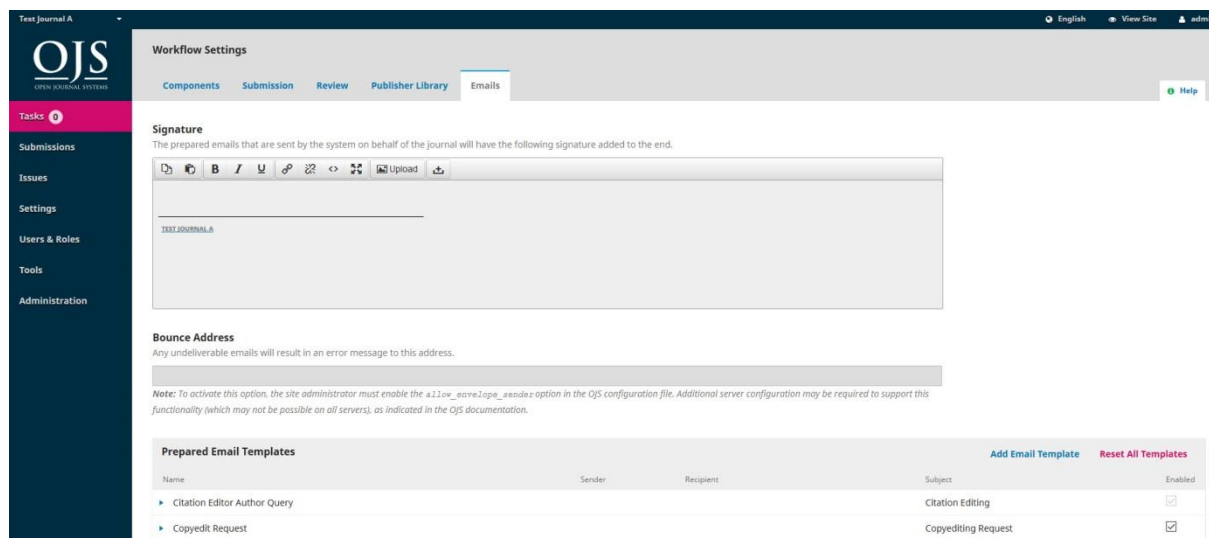 Test Journal A
English
View Site
adm
OJS
OPEN JOURNAL SYSTEMS
Tasks 0
Submissions
Issues
Settings
Users & Roles
Tools
Administration
Workflow Settings
Components Submission Review Publisher Library Emails
Help
Signature
The prepared emails that are sent by the system on behalf of the journal will have the following signature added to the end.
B I U Upload
TEST JOURNAL A
Bounce Address
Any undeliverable emails will result in an error message to this address.
Note: To activate this option, the site administrator must enable the allow_envelope_sender option in the OJS configuration file. Additional server configuration may be required to support this
functionality (which may not be possible on all servers), as indicated in the OJS documentation.
Prepared Email Templates Add Email Template Reset All Templates
Name Sender Recipient Subject Enabled
Citation Editor Author Query Citation Editing
Copyedit Request Copyediting Request